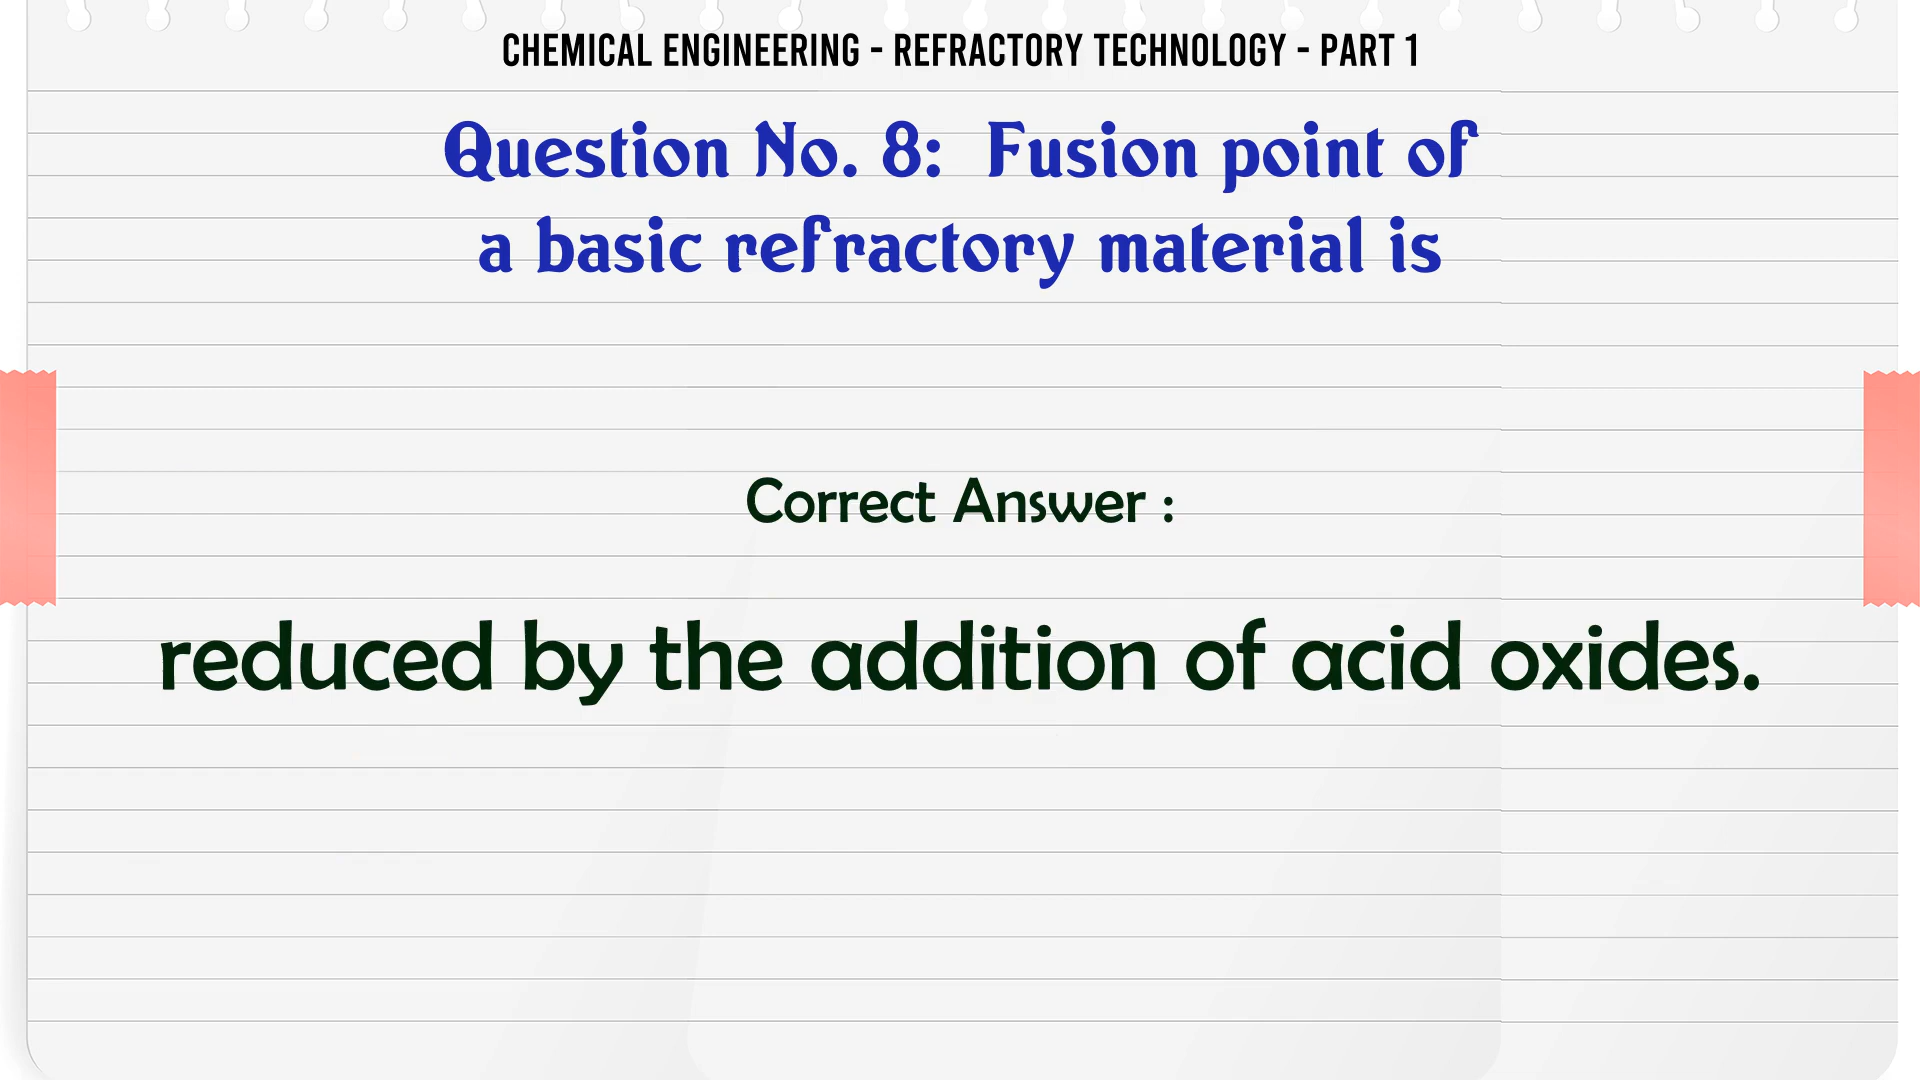 CHEMICAL ENGINEERING - REFRACTORY TECHNOLOGY - PART 1
Question No. 8: Fusion point of
a basic refractory material is
Correct Answer :
reduced by the addition of acid oxides.